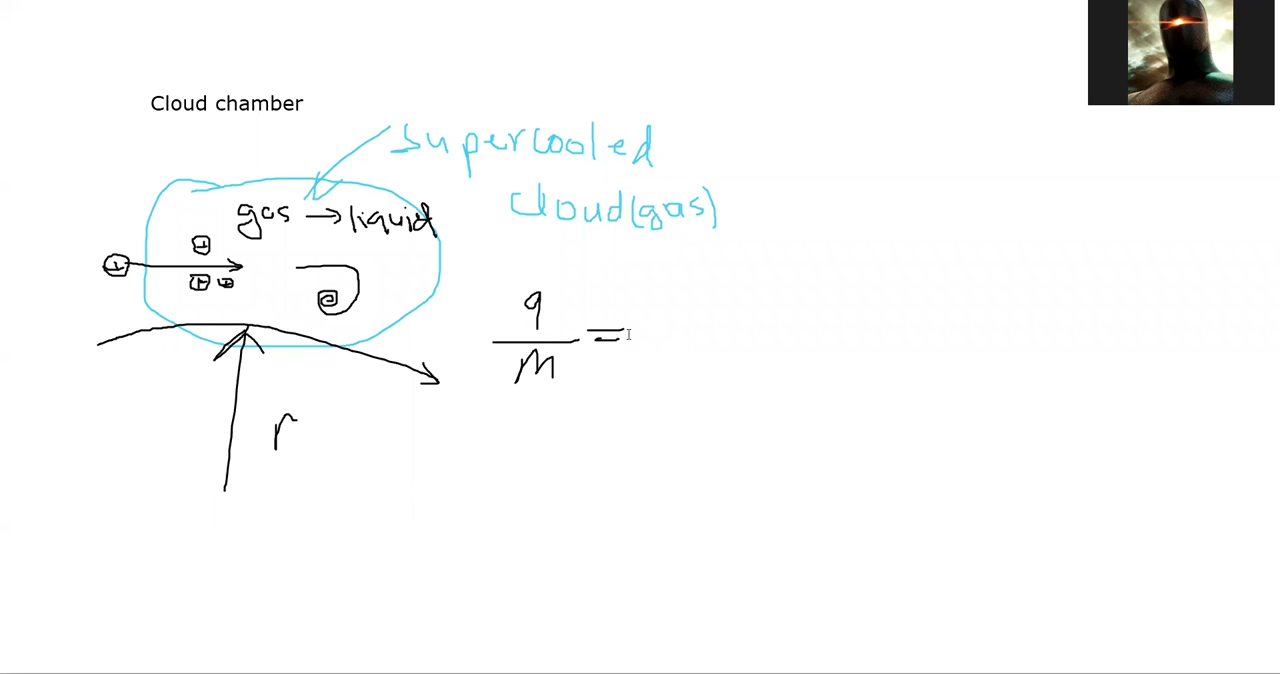 Cloud chamber
supercooled
cloud(gas)
gas → liquid
q
m
=
r